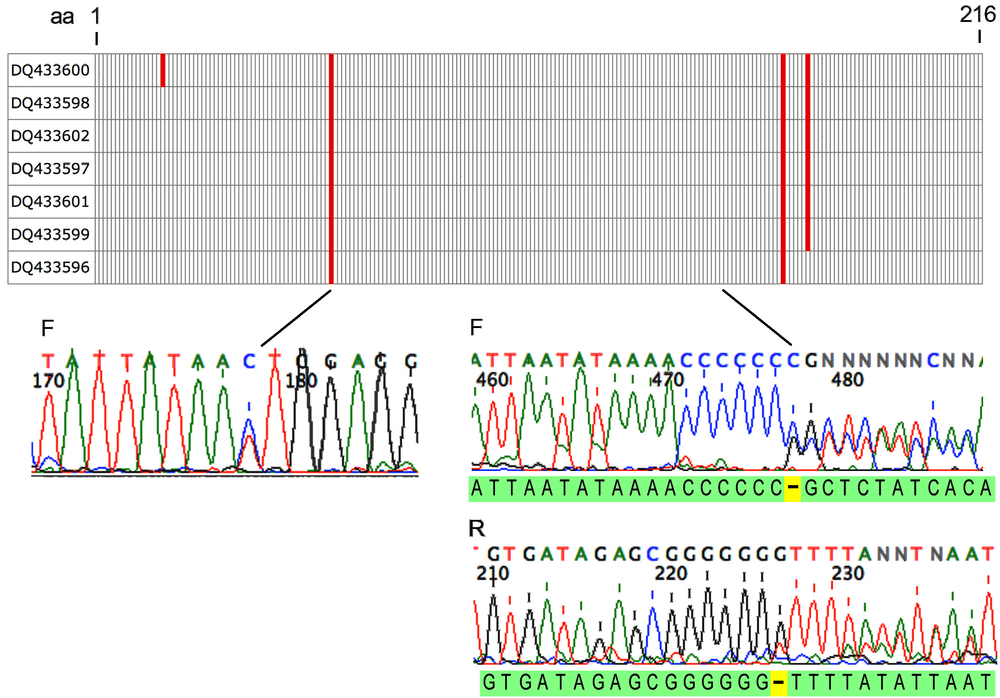 aa 1 216
DQ433600
DQ433598
DQ433602
DQ433597
DQ433601
DQ433599
DQ433596
F
T A T T A T A A C T G G A G G
170 180
F
A T T A A T A T A A A A C C C C C C C G N N N N N N C N N A
460 470 480
A T T A A T A T A A A A C C C C C C - G C T C T A T C A C A
R
T G T G A T A G A G C G G G G G G G T T T T A N N T N A A T
210 220 230
G T G A T A G A G C G G G G G G - T T T T A T A T T A A T